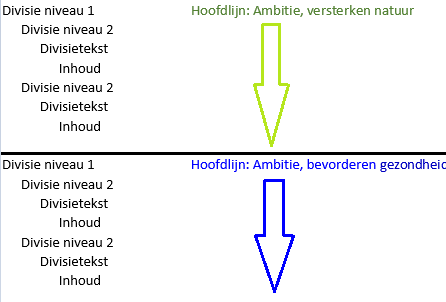 Divisie niveau 1 Hoofdlijn: Ambitie, versterken natuur
Divisie niveau 2
Divisietekst
Inhoud
Divisie niveau 2
Divisietekst
Inhoud
Divisie niveau 1 Hoofdlijn: Ambitie, bevorderen gezondheid
Divisie niveau 2
Divisietekst
Inhoud
Divisie niveau 2
Divisietekst
Inhoud